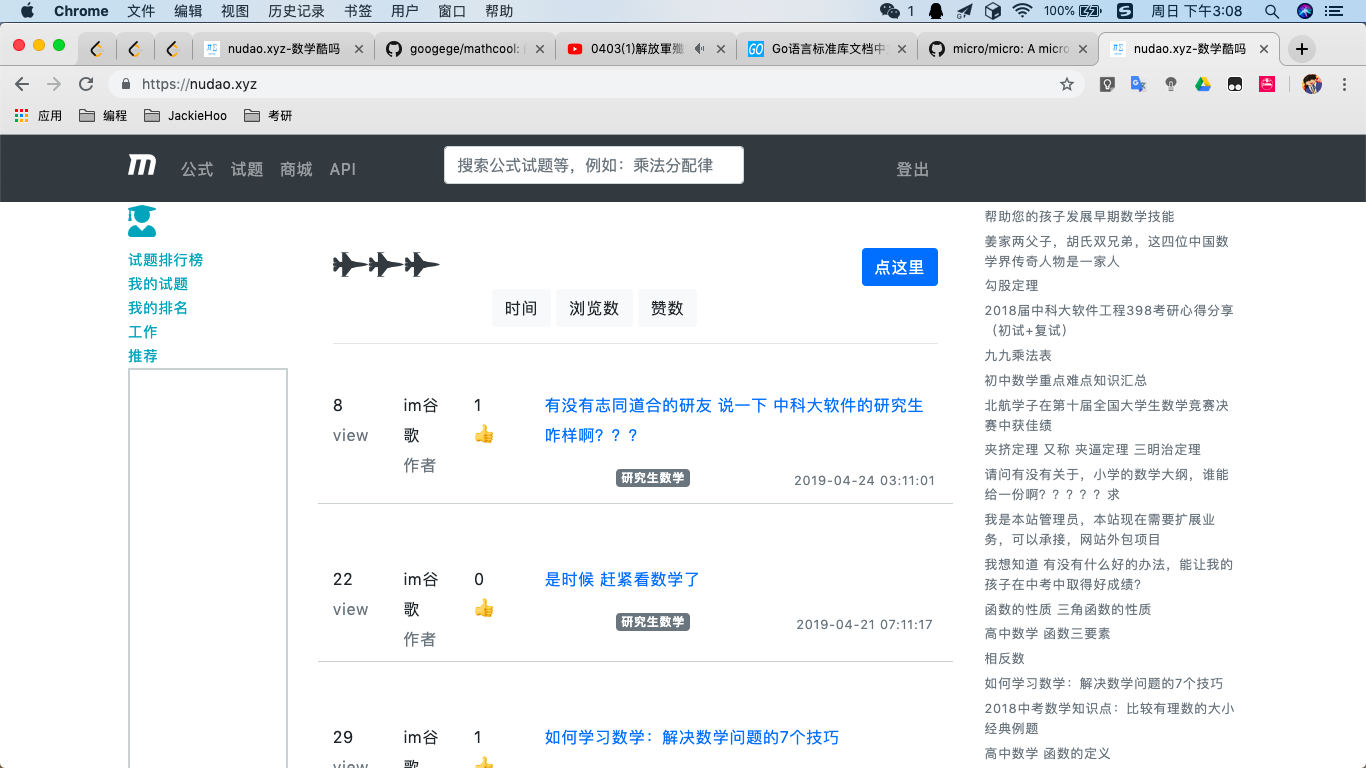 Chrome 文件 编辑 视图 历史记录 书签 用户 窗口 帮助 1 100% 周日 下午3:08
nudao.xyz-数学酷吗 googege/mathcool: 0403(1)解放軍殲 Go语言标准库文档中 micro/micro: A micro nudao.xyz-数学酷吗
https://nudao.xyz
应用 编程 JackieHoo 考研
m 公式 试题 商城 API 搜索公式试题等，例如：乘法分配律 登出
试题排行榜
我的试题
我的排名
工作
推荐
点这里
时间 浏览数 赞数
8 im谷 1 有没有志同道合的研友 说一下 中科大软件的研究生
view 歌 👍 咋样啊？？？
作者
研究生数学 2019-04-24 03:11:01
22 im谷 0 是时候 赶紧看数学了
view 歌 👍
作者
研究生数学 2019-04-21 07:11:17
29 im谷 1 如何学习数学：解决数学问题的7个技巧
view 歌 👍
帮助您的孩子发展早期数学技能
姜家两父子，胡氏双兄弟，这四位中国数
学界传奇人物是一家人
勾股定理
2018届中科大软件工程398考研心得分享
（初试+复试）
九九乘法表
初中数学重点难点知识汇总
北航学子在第十届全国大学生数学竞赛决
赛中获佳绩
夹挤定理 又称 夹逼定理 三明治定理
请问有没有关于，小学的数学大纲，谁能
给一份啊？？？？？求
我是本站管理员，本站现在需要扩展业
务，可以承接，网站外包项目
我想知道 有没有什么好的办法，能让我的
孩子在中考中取得好成绩？
函数的性质 三角函数的性质
高中数学 函数三要素
相反数
如何学习数学：解决数学问题的7个技巧
2018中考数学知识点：比较有理数的大小
经典例题
高中数学 函数的定义